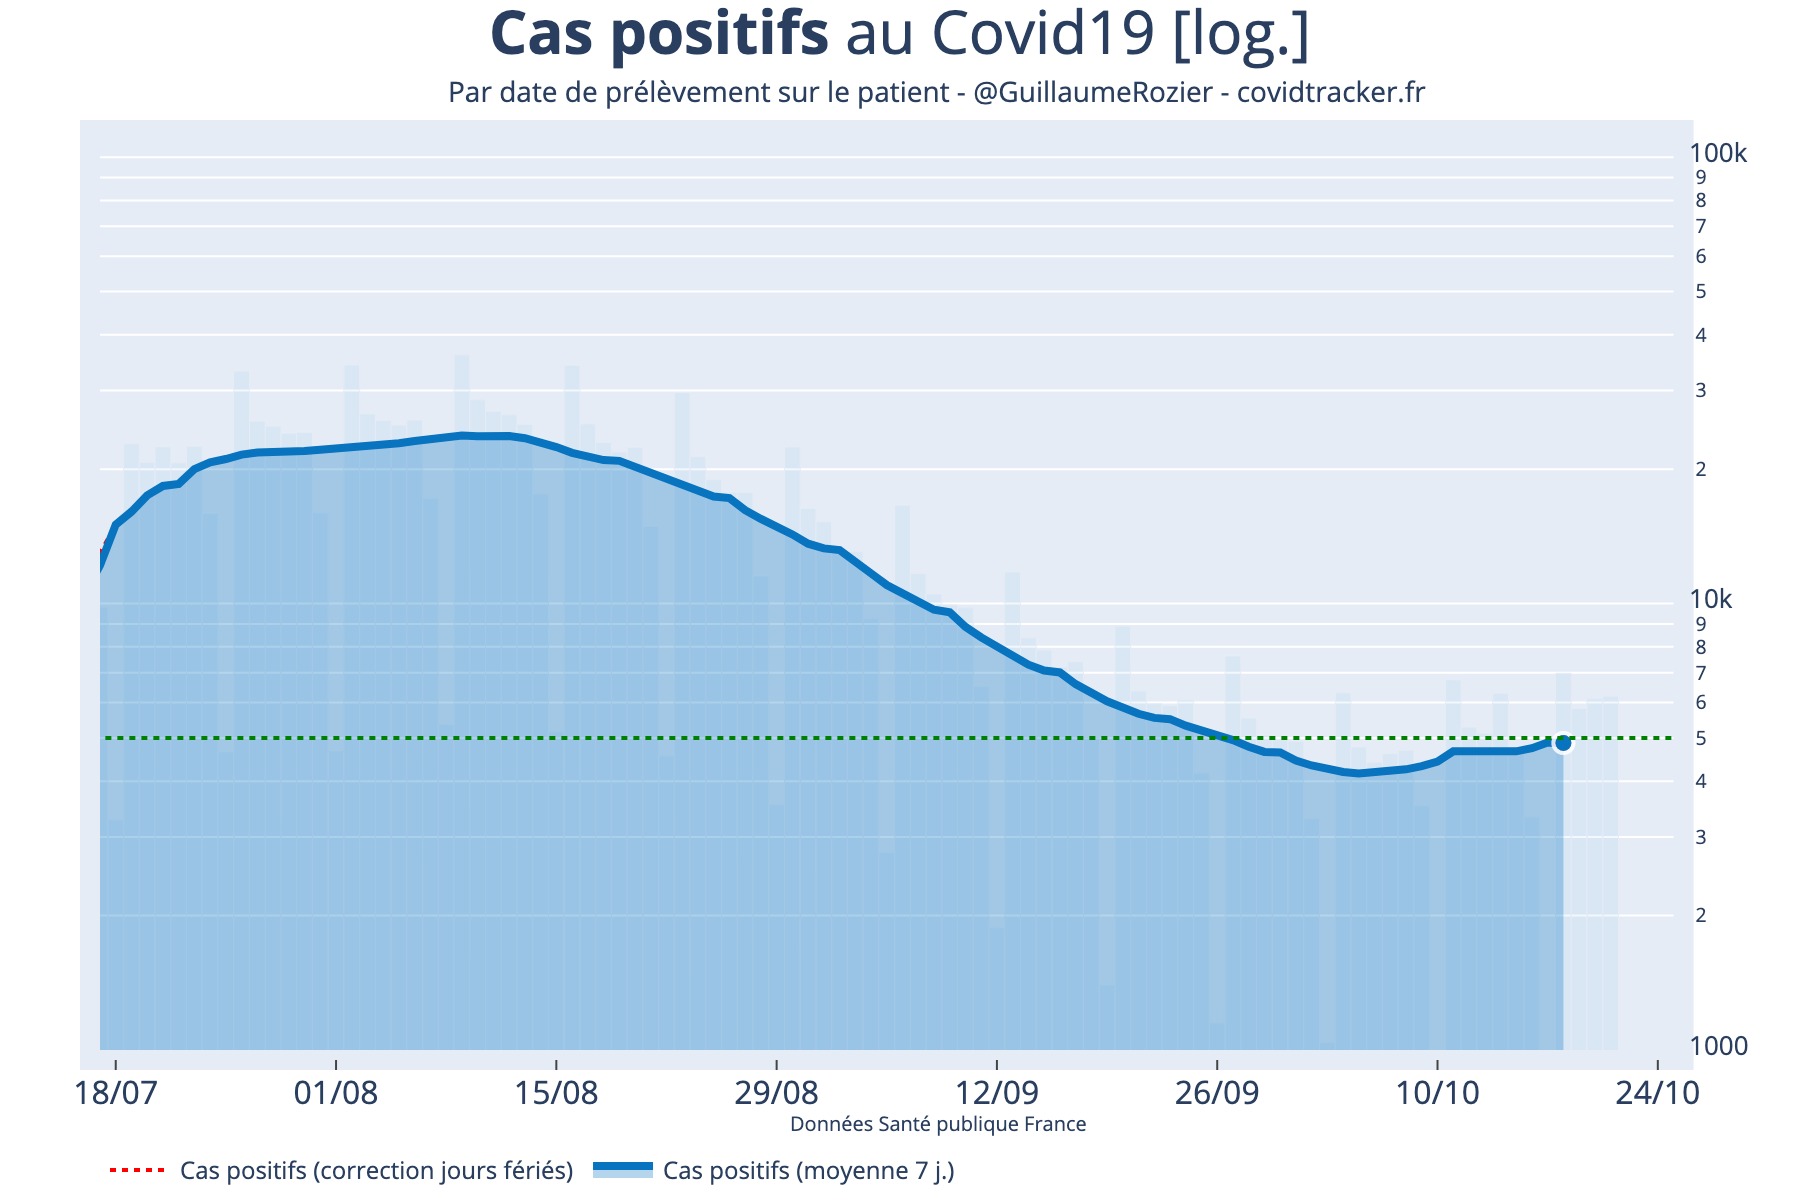 Cas positifs au Covid19 [log.]
Par date de prélèvement sur le patient - @GuillaumeRozier - covidtracker.fr
100k
9
8
7
6
5
4
3
2
10k
9
8
7
6
5
4
3
2
1000
18/07 01/08 15/08 29/08 12/09 26/09 10/10 24/10
Données Santé publique France
Cas positifs (correction jours fériés) Cas positifs (moyenne 7 j.)